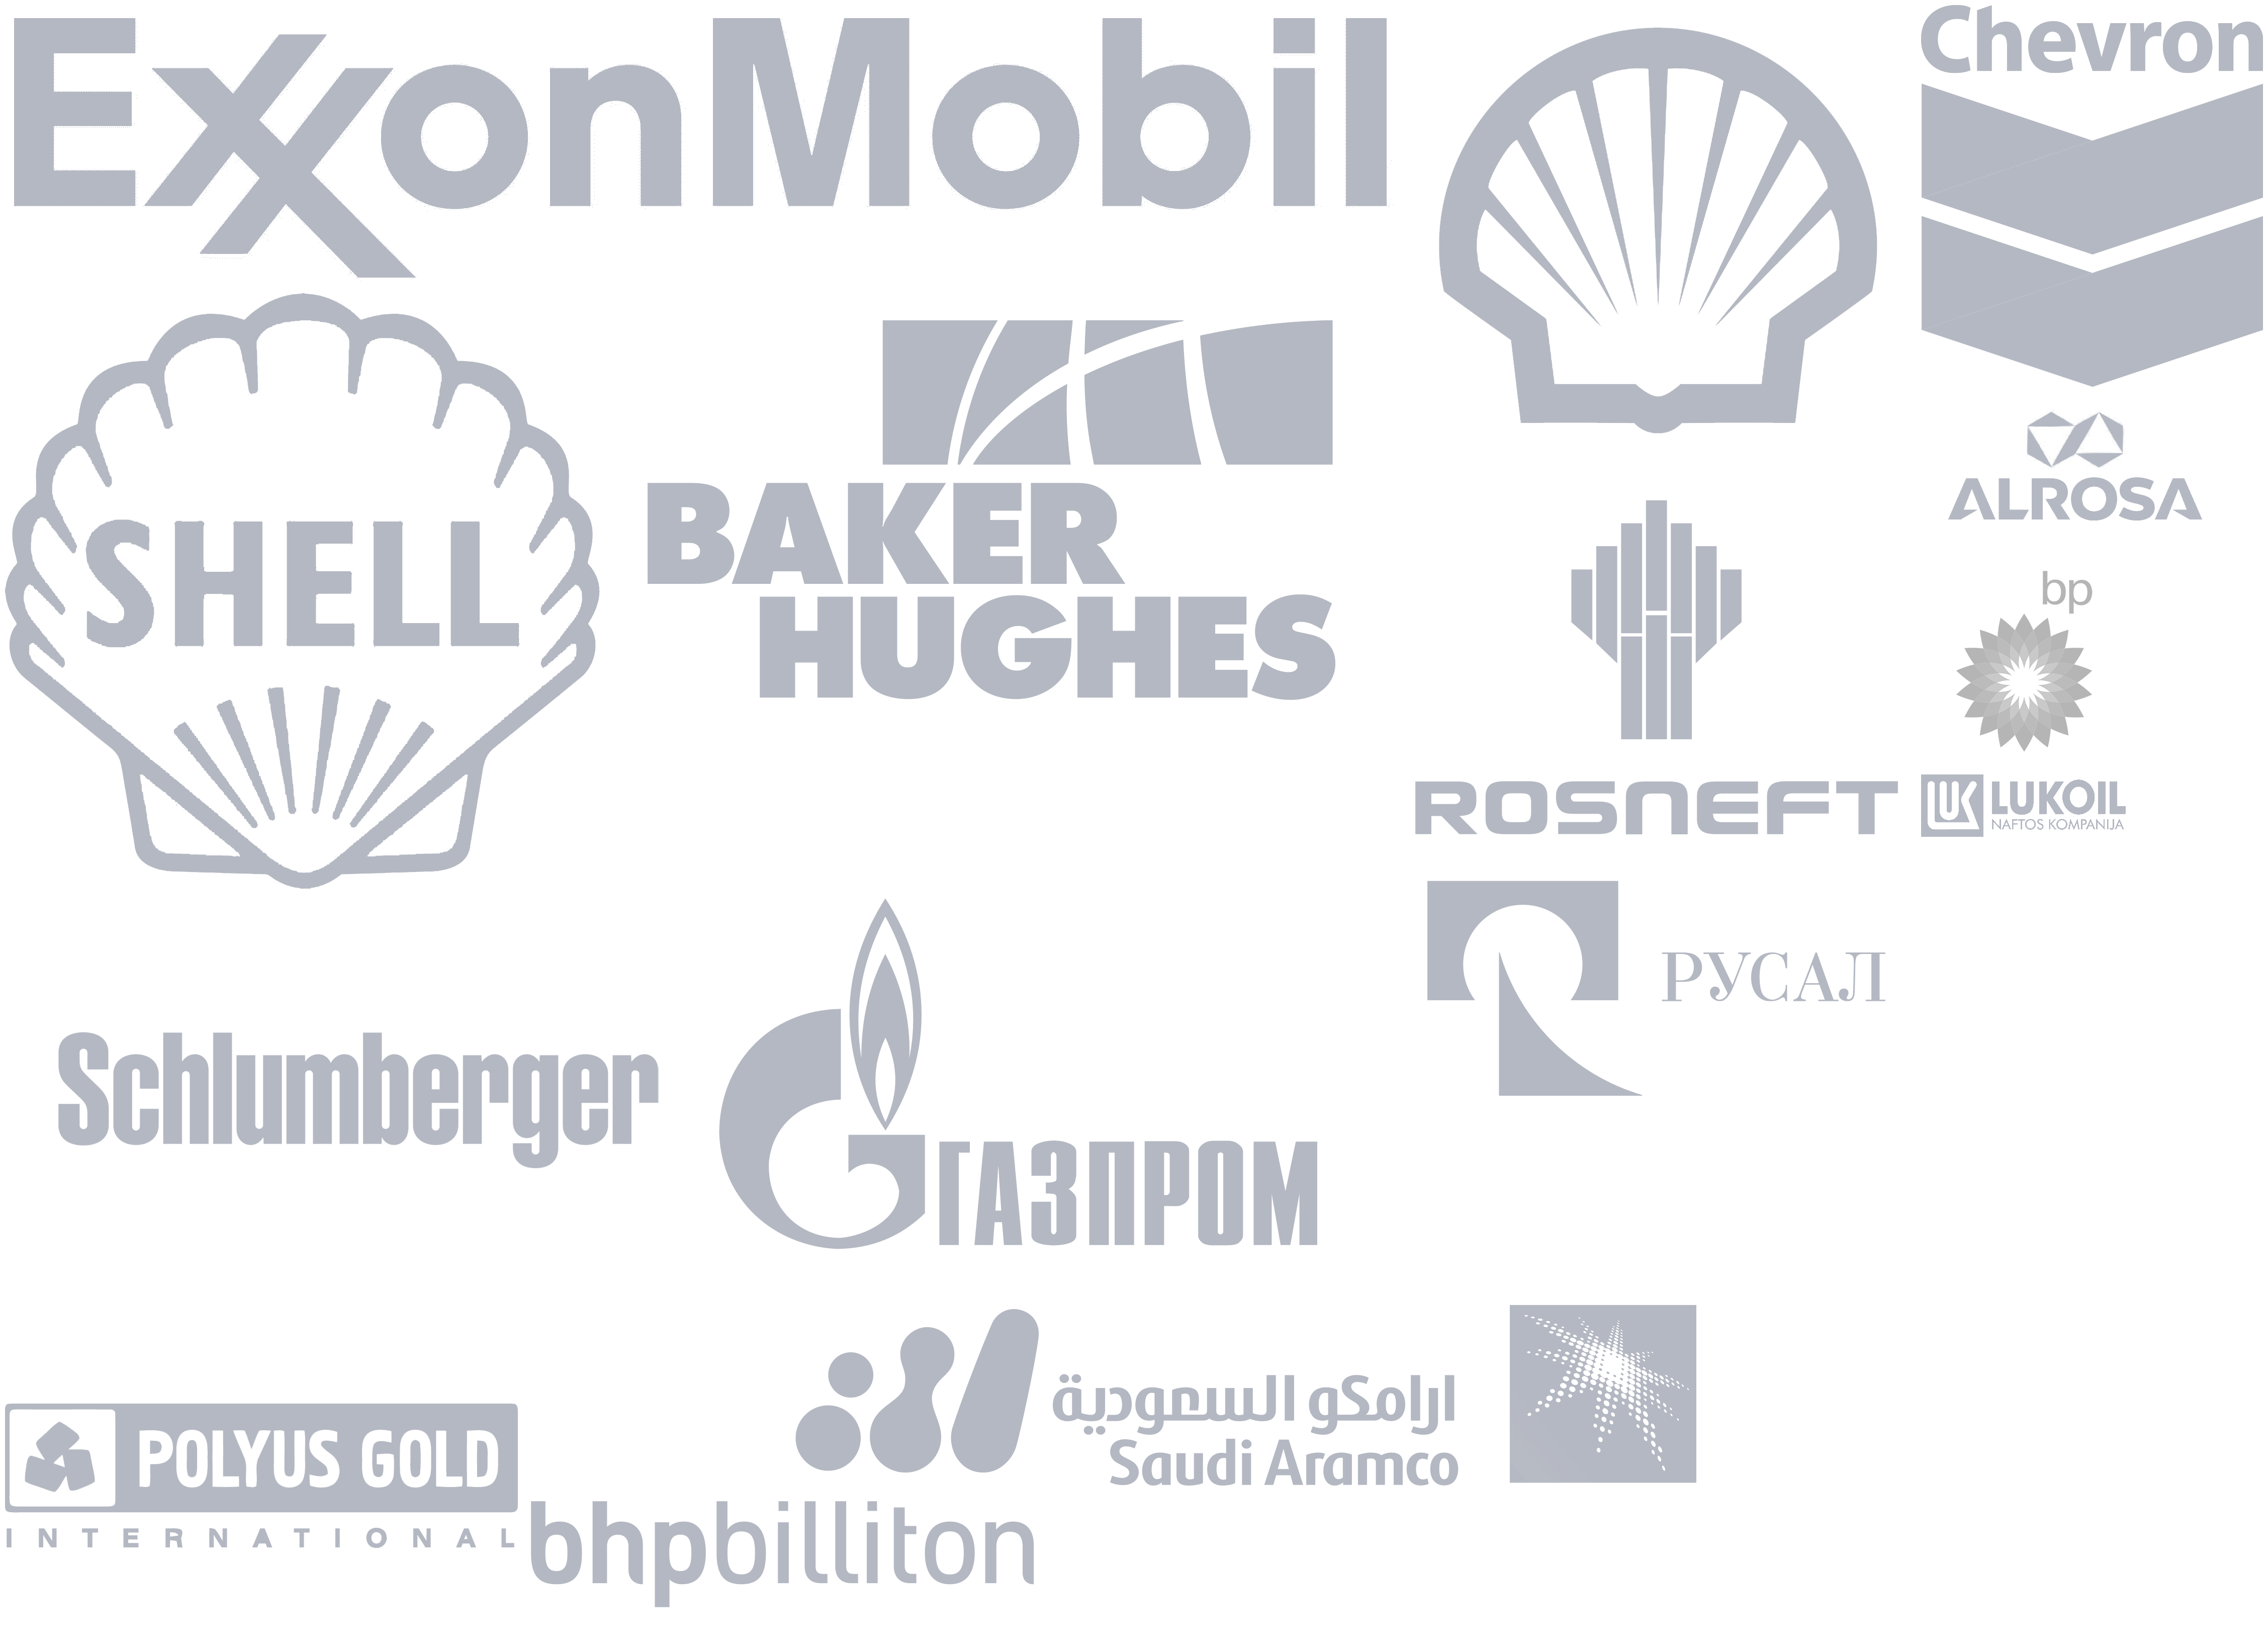 ExxonMobil
Chevron
SHELL
BAKER
HUGHES
ALROSA
bp
ROSNEFT
LUK
LUKOIL
NAFTOS KOMPANIJA
РУСАЛ
Schlumberger
ГАЗПРОМ
ارامكو السعودية
Saudi Aramco
POLYUS GOLD
INTERNATIONAL
bhpbilliton